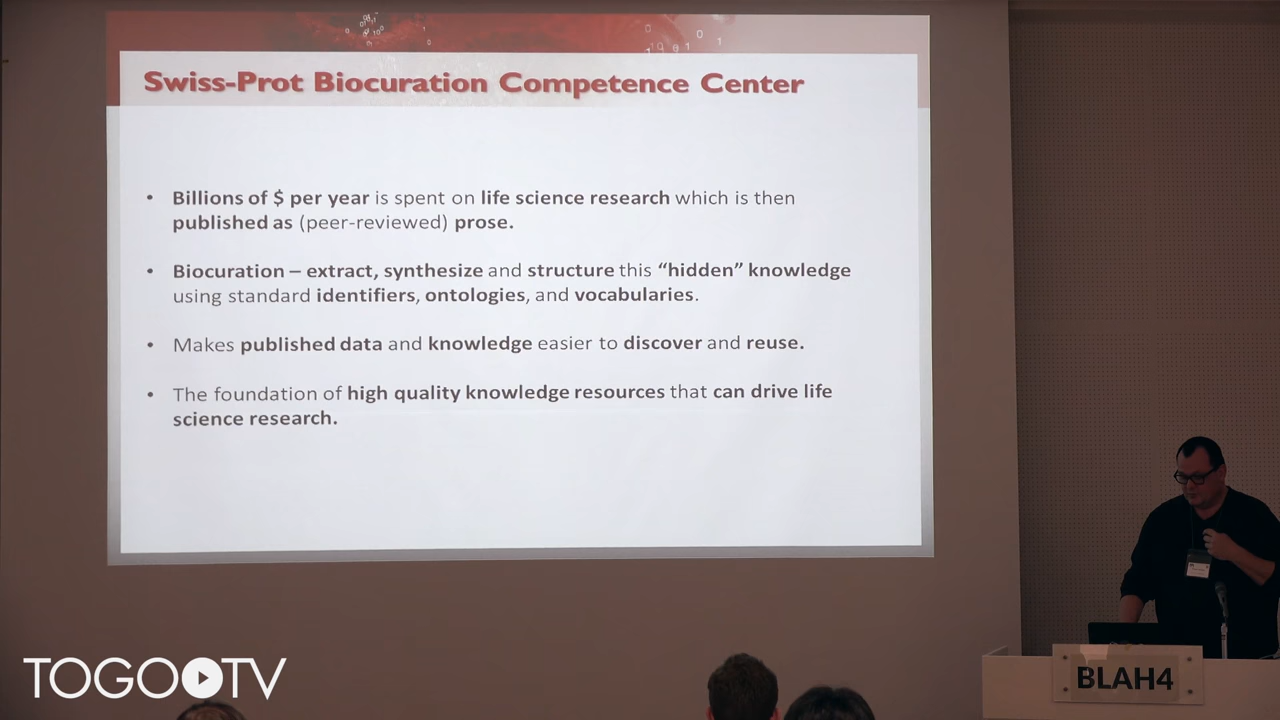 Swiss-Prot Biocuration Competence Center
• Billions of $ per year is spent on life science research which is then
published as (peer-reviewed) prose.
• Biocuration – extract, synthesize and structure this “hidden” knowledge
using standard identifiers, ontologies, and vocabularies.
• Makes published data and knowledge easier to discover and reuse.
• The foundation of high quality knowledge resources that can drive life
science research.
TOGOTV
BLAH4